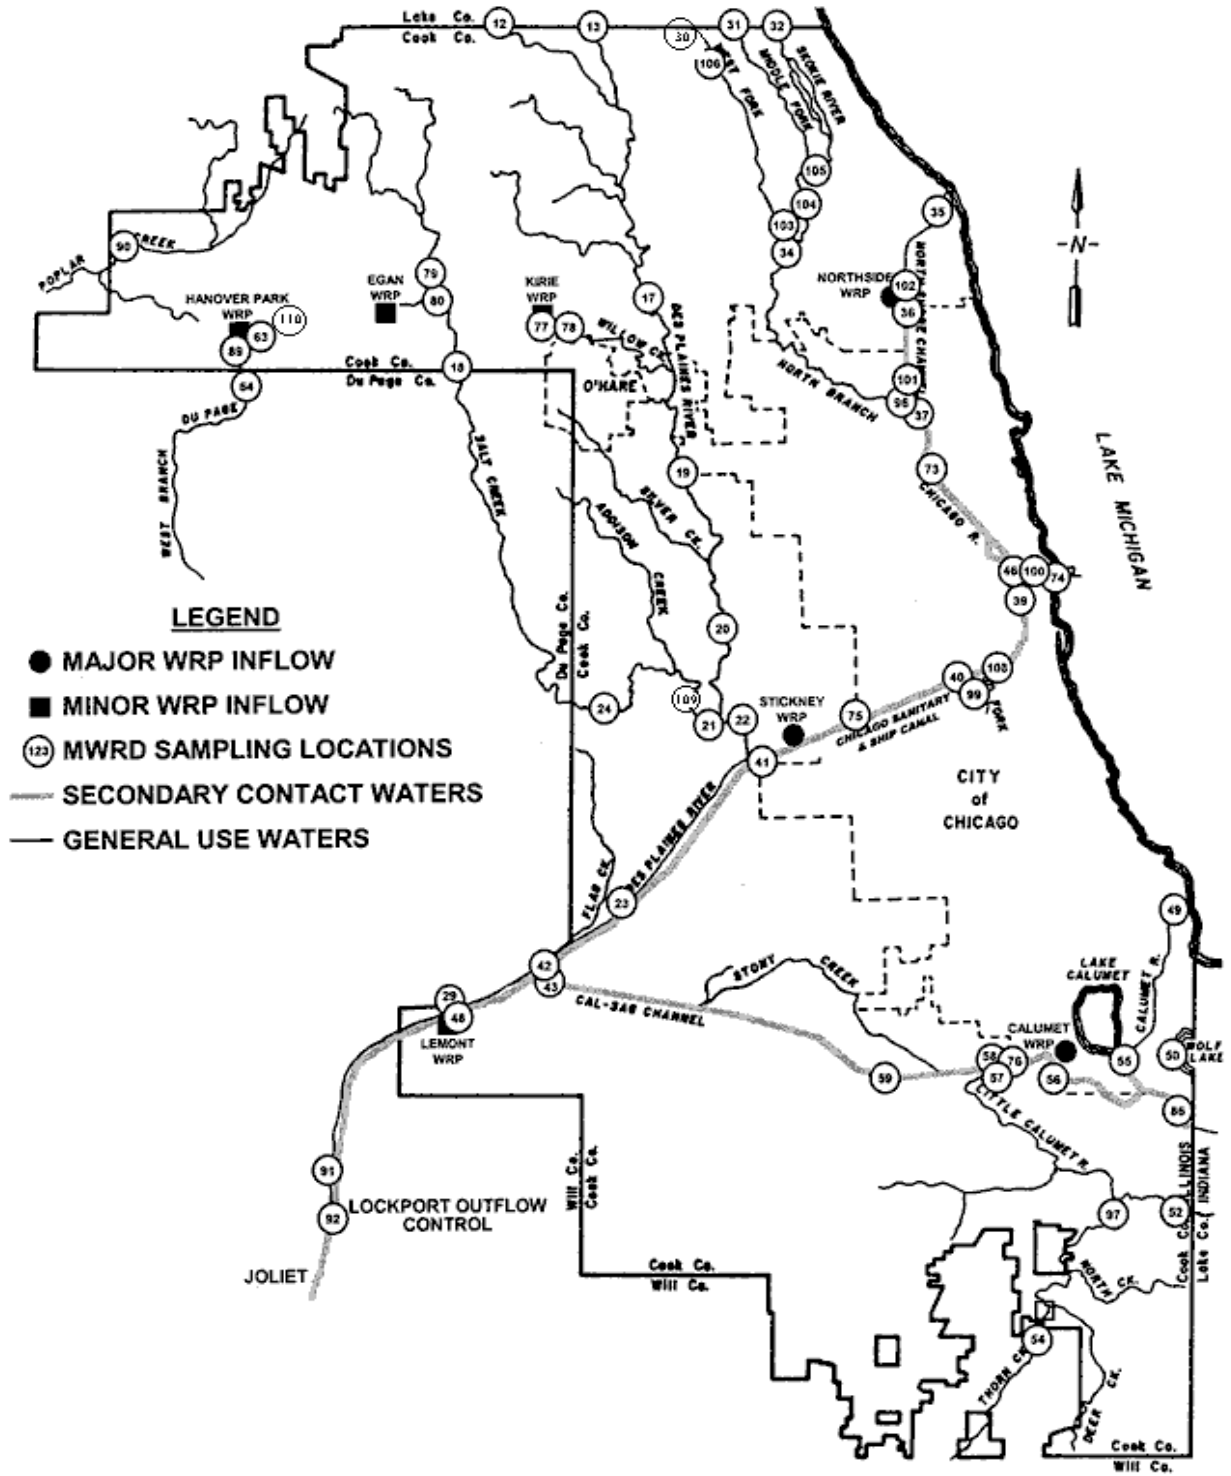 Lake Co.
Cook Co.
12
13
30
31
32
106
WEST FORK
MIDDLE FORK
SKOKIE RIVER
105
104
103
34
35
90
CREEK
POPLAR
HANOVER PARK
WRP
110
63
89
64
EGAN
WRP
79
80
KIRIE
WRP
77
78
WILLOW CK.
17
DES PLAINES RIVER
NORTHSIDE
WRP
102
36
101
96
37
NORTH BRANCH
-N-
Cook Co.
Du Page Co.
18
O'HARE
DU PAGE
WEST BRANCH
SALT CREEK
19
SILVER CK.
ADDISON
CREEK
73
CHICAGO R.
LAKE MICHIGAN
46
100
74
39
20
Du Page Co.
Cook Co.
LEGEND
MAJOR WRP INFLOW
MINOR WRP INFLOW
123 MWRD SAMPLING LOCATIONS
SECONDARY CONTACT WATERS
GENERAL USE WATERS
24
109
21
22
STICKNEY
WRP
75
40
108
99
FORK
CHICAGO SANITARY
& SHIP CANAL
41
CITY
of
CHICAGO
DES PLAINES RIVER
FLAG CK.
23
42
43
CAL-SAG CHANNEL
STONY
CREEK
29
48
LEMONT
WRP
49
LAKE
CALUMET
CALUMET R.
CALUMET
WRP
58
76
57
56
55
50
WOLF
LAKE
59
86
LITTLE CALUMET R.
91
92
LOCKPORT OUTFLOW
CONTROL
JOLIET
Will Co.
Cook Co.
97
52
ILLINOIS
INDIANA
Cook Co.
Lake Co.
Cook Co.
Will Co.
NORTH
CK.
54
THORN CK.
DEER
CK.
Cook Co.
Will Co.